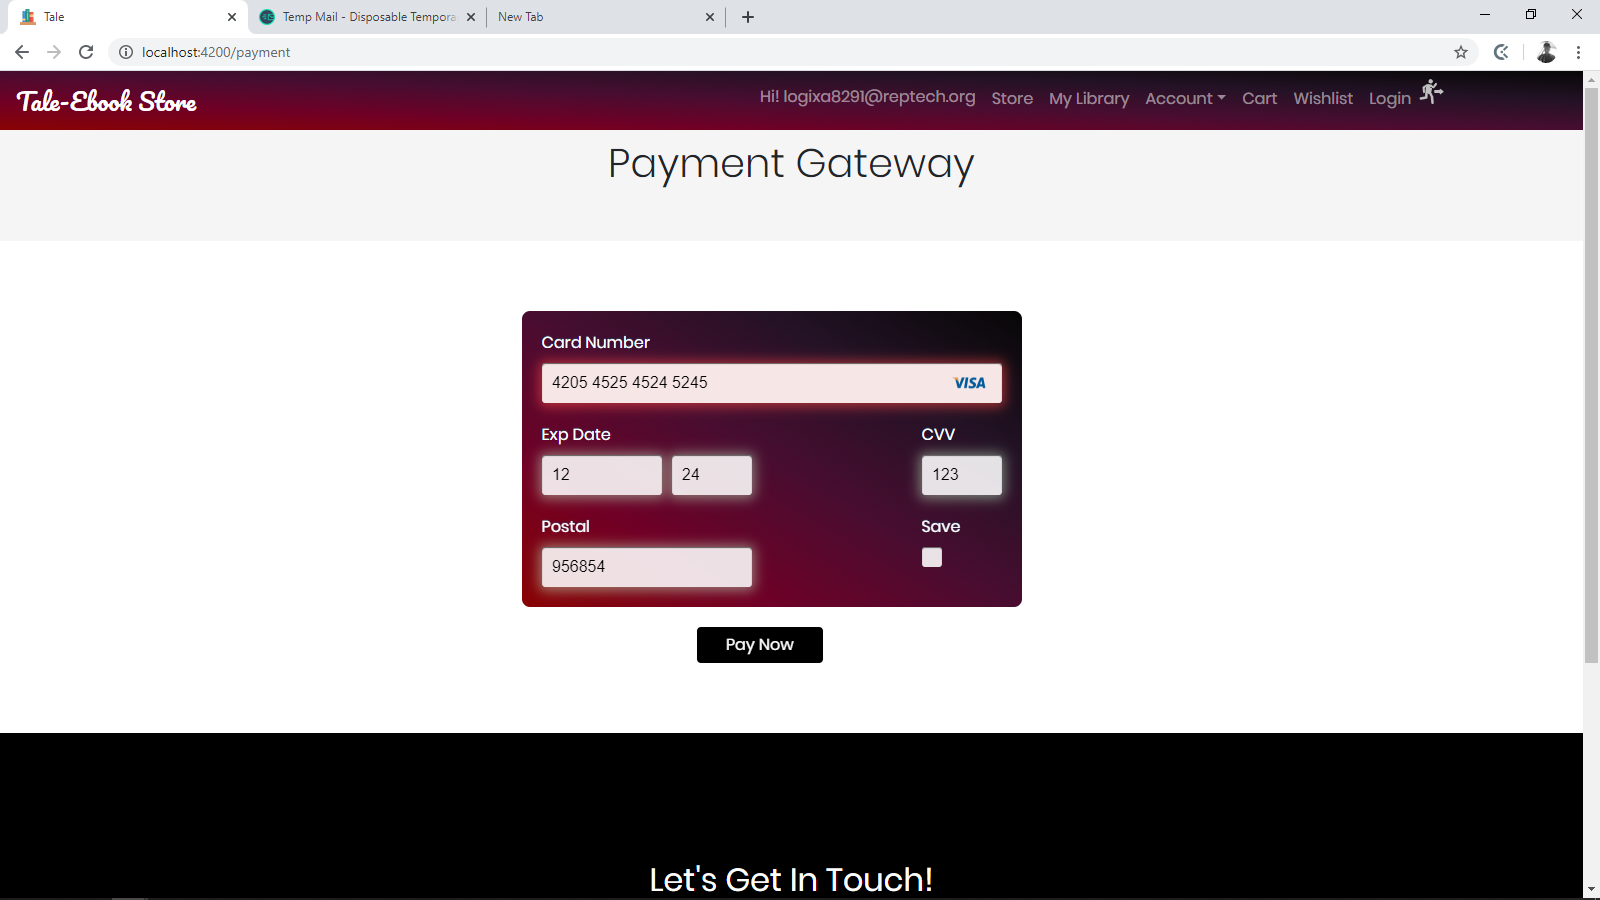 Tale
Temp Mail - Disposable Tempora
New Tab
localhost:4200/payment
Tale-Ebook Store
Hi! logixa8291@reptech.org
Store
My Library
Account
Cart
Wishlist
Login
Payment Gateway
Card Number
4205 4525 4524 5245
VISA
Exp Date
CVV
12
24
123
Postal
Save
956854
Pay Now
Let's Get In Touch!